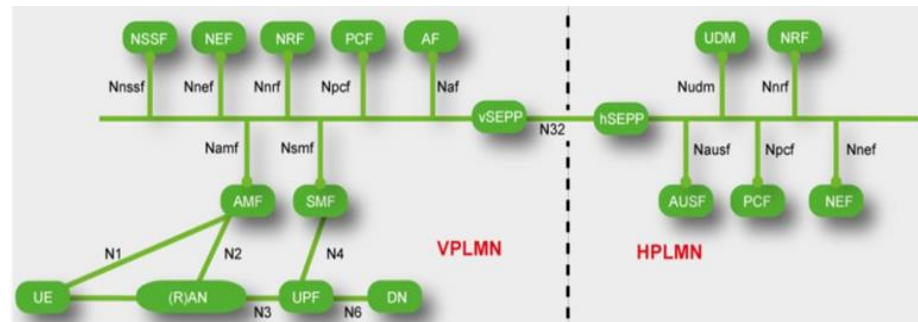 NSSF NEF NRF PCF AF UDM NRF
Nnssf Nnef Nnrf Npcf Naf Nudm Nnrf
vSEPP N32 hSEPP
Namf Nsmf Nausf Npcf Nnef
AMF SMF AUSF PCF NEF
N1 N2 N4 VPLMN HPLMN
UE (R)AN N3 UPF N6 DN